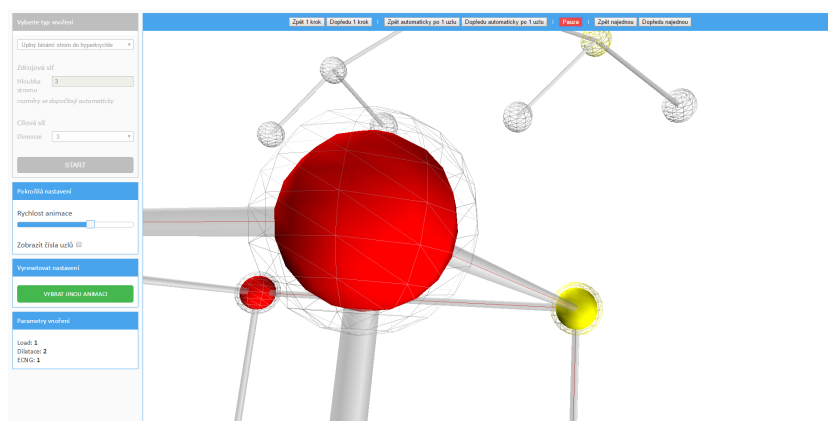 Zpět 1 krok Dopředu 1 krok | Zpět automaticky po 1 uzlu Dopředu automaticky po 1 uzlu | Pauza | Zpět najednou Dopředu najednou
Vyberte typ vnoření
Úplný binární strom do hyperkrychle
Zdrojová síť
Hloubka stromu 3
rozměry se dopočítají automaticky
Cílová síť
Dimenze 3
START
Pokročilá nastavení
Rychlost animace
Zobrazit čísla uzlů
Vyresetovat nastavení
VYBRAT JINOU ANIMACI
Parametry vnoření
Load: 1
Dilatace: 2
ECNG: 1